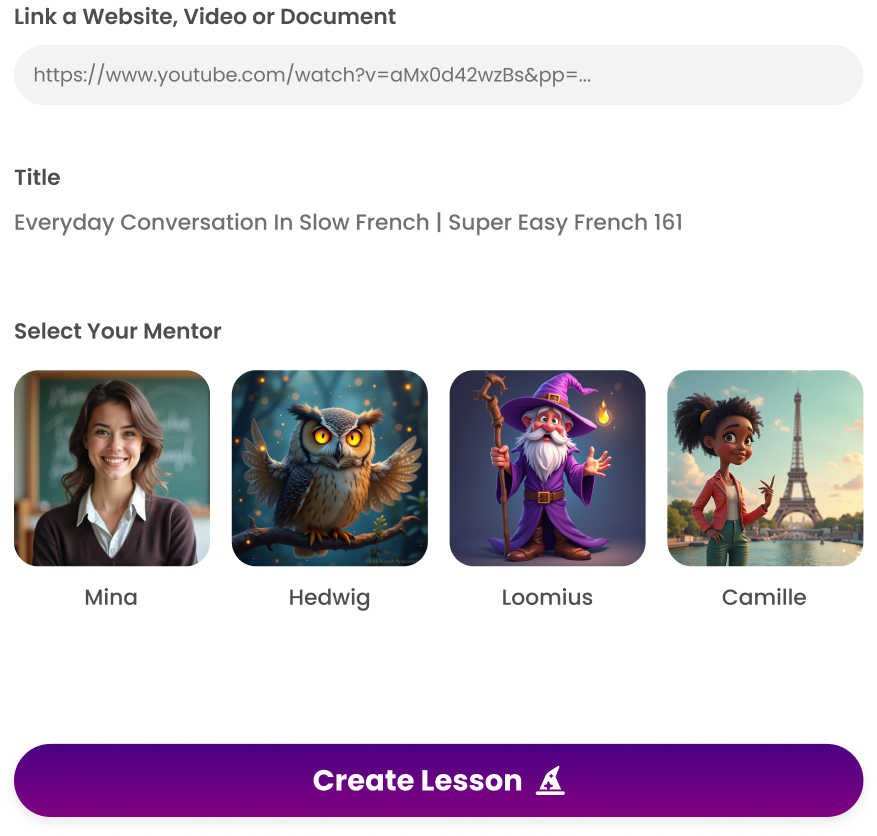 Link a Website, Video or Document
https://www.youtube.com/watch?v=aMx0d42wzBs&pp=...
Title
Everyday Conversation In Slow French | Super Easy French 161
Select Your Mentor
Mina
Hedwig
Loomius
Camille
Create Lesson